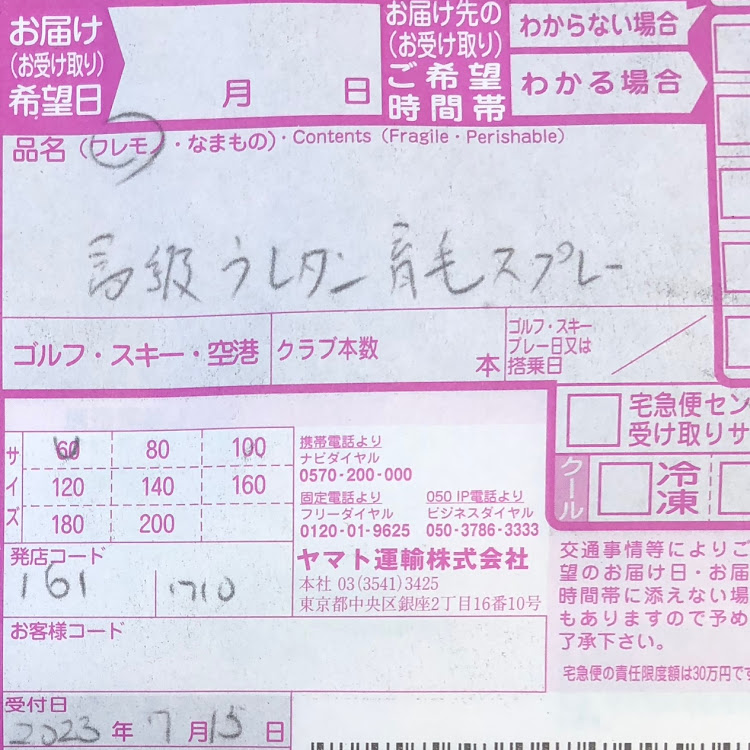 お届け
(お受け取り)
希望日
月 日
お届け先の
(お受け取り)
ご希望
時間帯
わからない場合
わかる場合
品名(ワレモノ・なまもの)・Contents (Fragile・Perishable)
高級ウレタン育毛スプレー
ゴルフ・スキー・空港
クラブ本数
本
ゴルフ・スキー
プレー日又は
搭乗日
宅急便セン
受け取りサ
クール
冷凍
サイズ
60 80 100
120 140 160
180 200
携帯電話より
ナビダイヤル
0570-200-000
固定電話より
フリーダイヤル
0120-01-9625
050 IP電話より
ビジネスダイヤル
050-3786-3333
ヤマト運輸株式会社
本社 03(3541)3425
東京都中央区銀座2丁目16番10号
発店コード
161 1710
お客様コード
受付日
2023年7月15日
交通事情等によりご
望のお届け日・お届
時間帯に添えない場
もありますので予め
了承下さい。
宅急便の責任限度額は30万円です